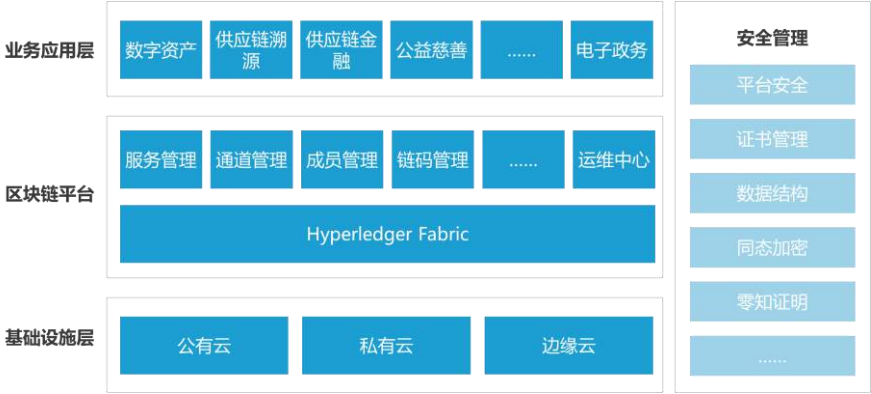 业务应用层
数字资产
供应链溯
源
供应链金
融
公益慈善
......
电子政务
区块链平台
服务管理
通道管理
成员管理
链码管理
......
运维中心
Hyperledger Fabric
基础设施层
公有云
私有云
边缘云
安全管理
平台安全
证书管理
数据结构
同态加密
零知证明
......